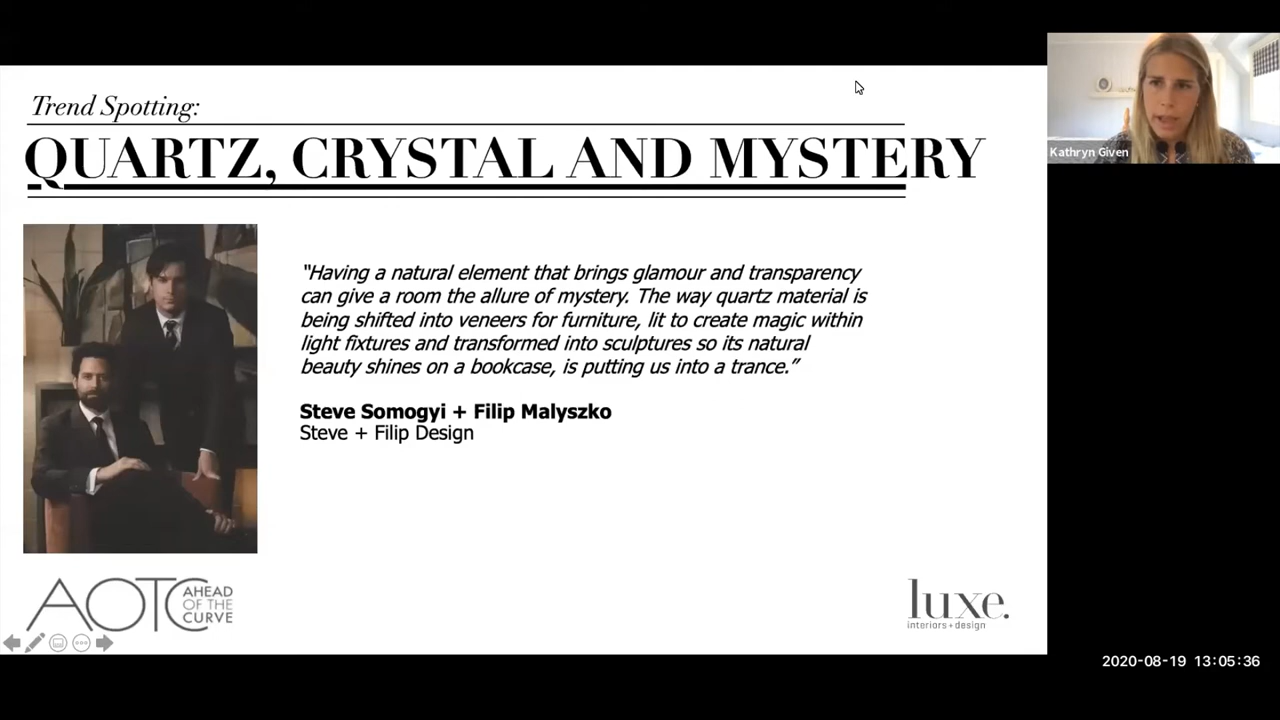 Trend Spotting:
QUARTZ, CRYSTAL AND MYSTERY
Kathryn Given
“Having a natural element that brings glamour and transparency
can give a room the allure of mystery. The way quartz material is
being shifted into veneers for furniture, lit to create magic within
light fixtures and transformed into sculptures so its natural
beauty shines on a bookcase, is putting us into a trance.”
Steve Somogyi + Filip Malyszko
Steve + Filip Design
AOTC
AHEAD
OF THE
CURVE
luxe.
interiors+design
2020-08-19 13:05:36